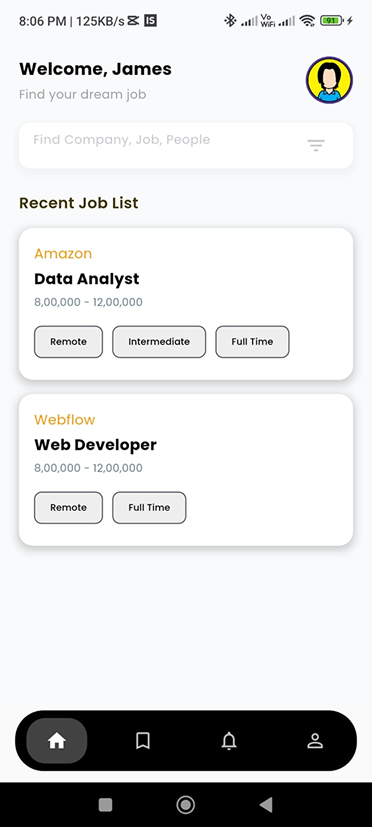 8:06 PM | 125KB/s
Vo
WiFi
91
Welcome, James
Find your dream job
Find Company, Job, People
Recent Job List
Amazon
Data Analyst
8,00,000 - 12,00,000
Remote Intermediate Full Time
Webflow
Web Developer
8,00,000 - 12,00,000
Remote Full Time